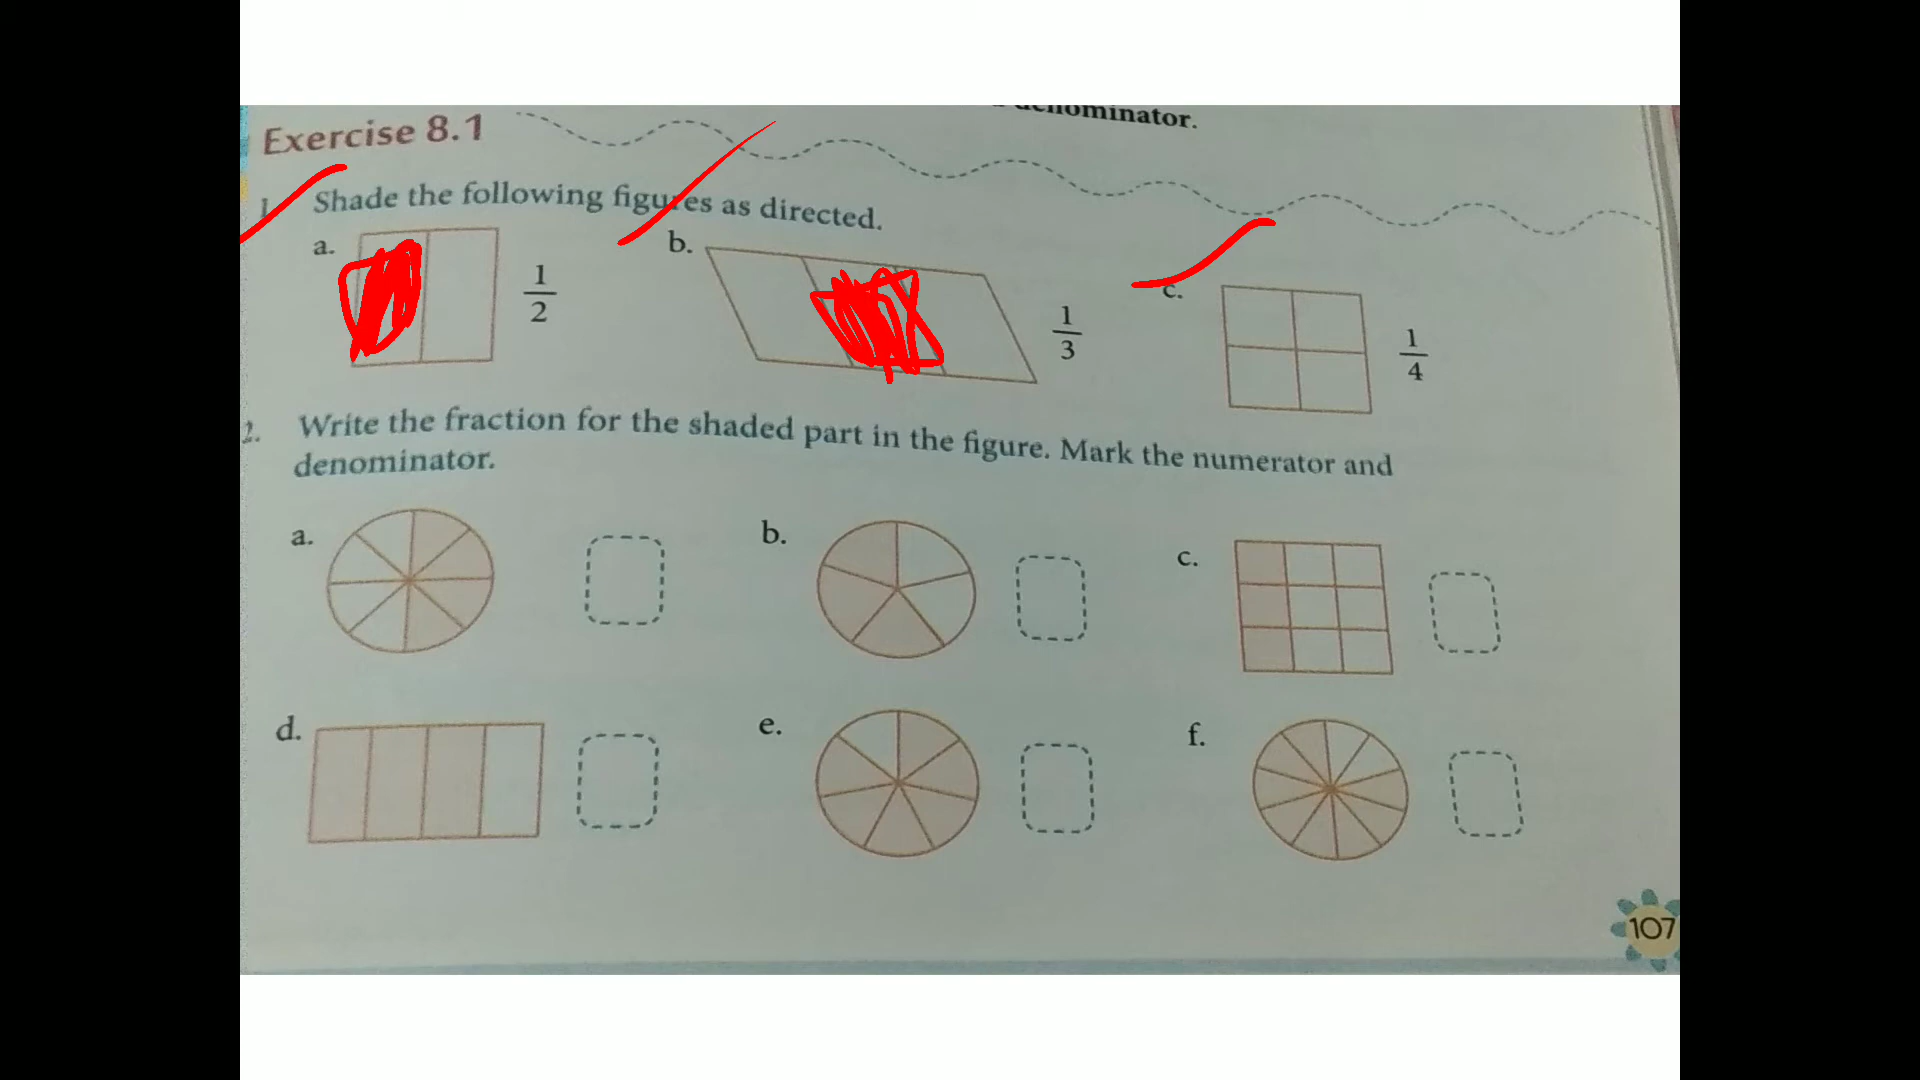 denominator.
Exercise 8.1
1. Shade the following figures as directed.
a. 1/2 b. 1/3 c. 1/4
2. Write the fraction for the shaded part in the figure. Mark the numerator and
denominator.
a. b. c.
d. e. f.
107